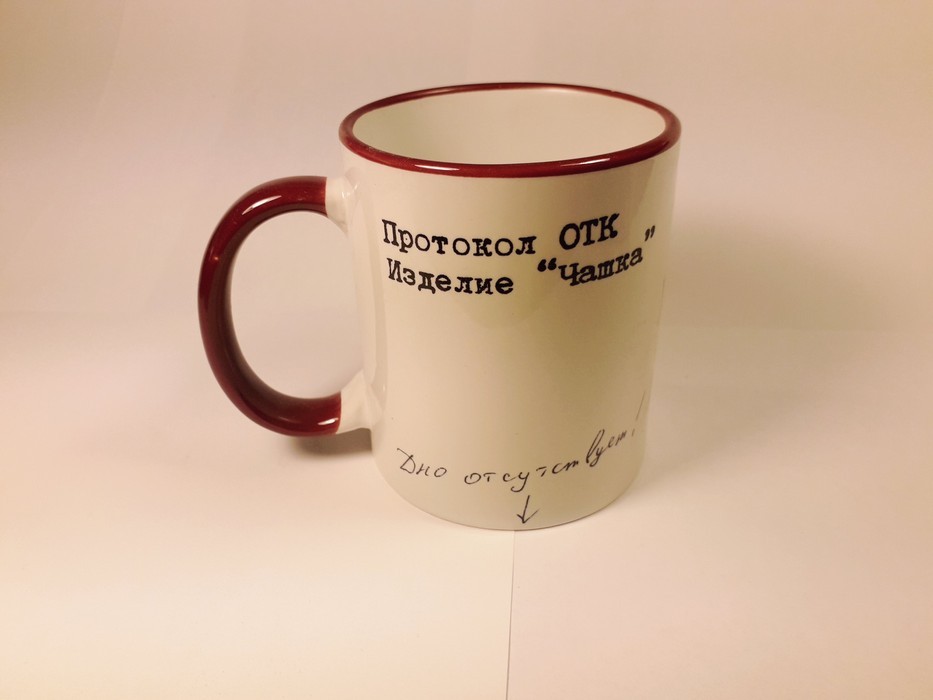 Протокол ОТК
Изделие “Чашка”
Дно отсутствует!